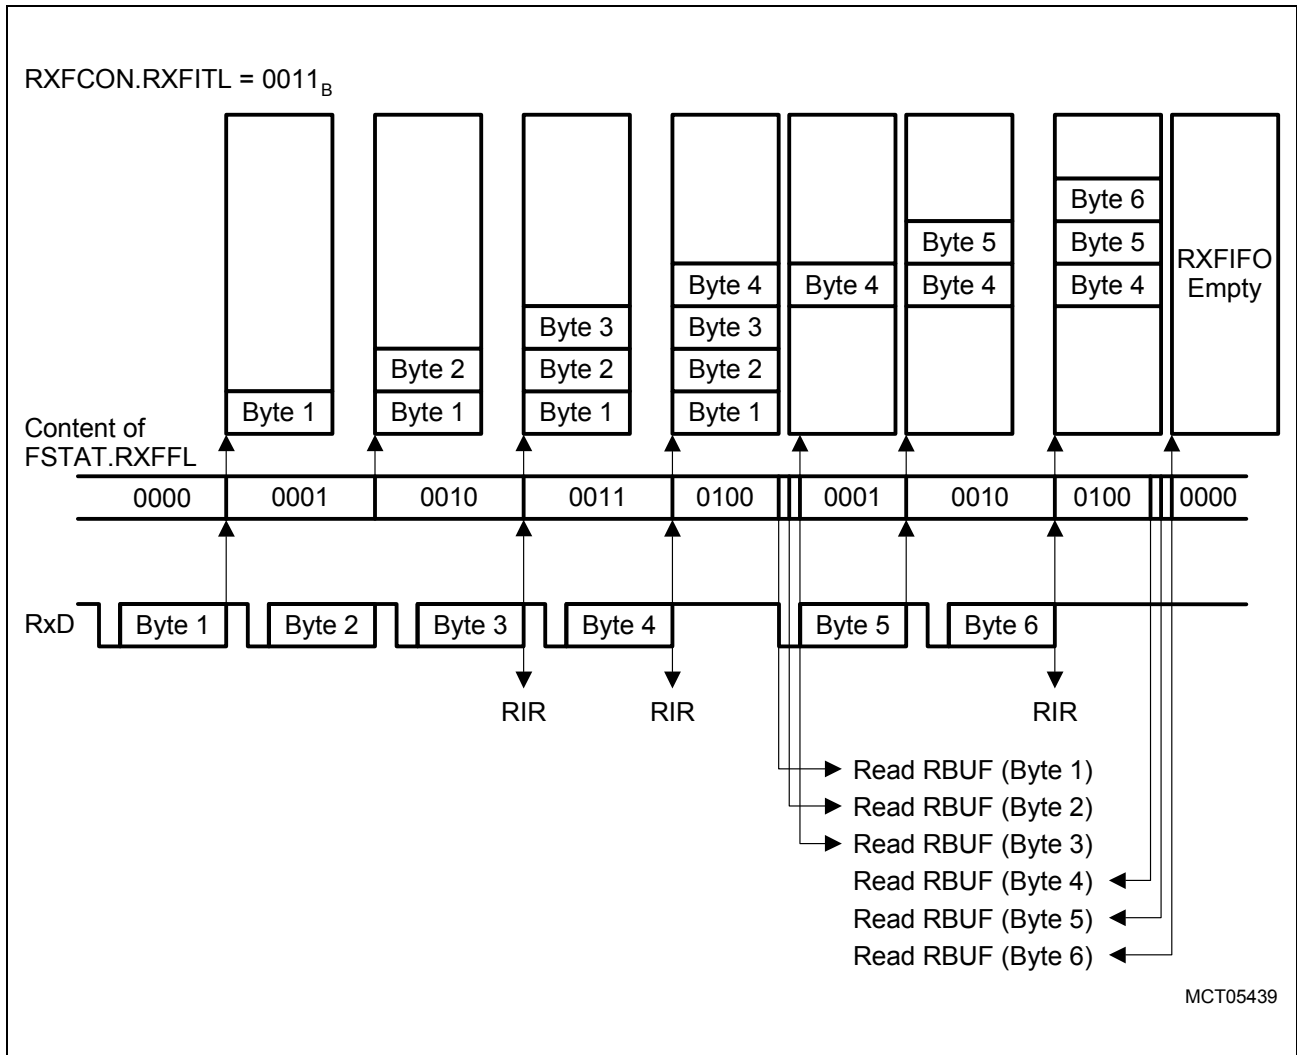 RXFCON.RXFITL = 0011B
Byte 6
Byte 5 Byte 5
Byte 4 Byte 4 Byte 4 Byte 4
RXFIFO
Empty
Byte 3 Byte 3
Byte 2 Byte 2 Byte 2
Byte 1 Byte 1 Byte 1 Byte 1
Content of
FSTAT.RXFFL
0000 0001 0010 0011 0100 0001 0010 0100 0000
RxD Byte 1 Byte 2 Byte 3 Byte 4 Byte 5 Byte 6
RIR RIR RIR
Read RBUF (Byte 1)
Read RBUF (Byte 2)
Read RBUF (Byte 3)
Read RBUF (Byte 4)
Read RBUF (Byte 5)
Read RBUF (Byte 6)
MCT05439